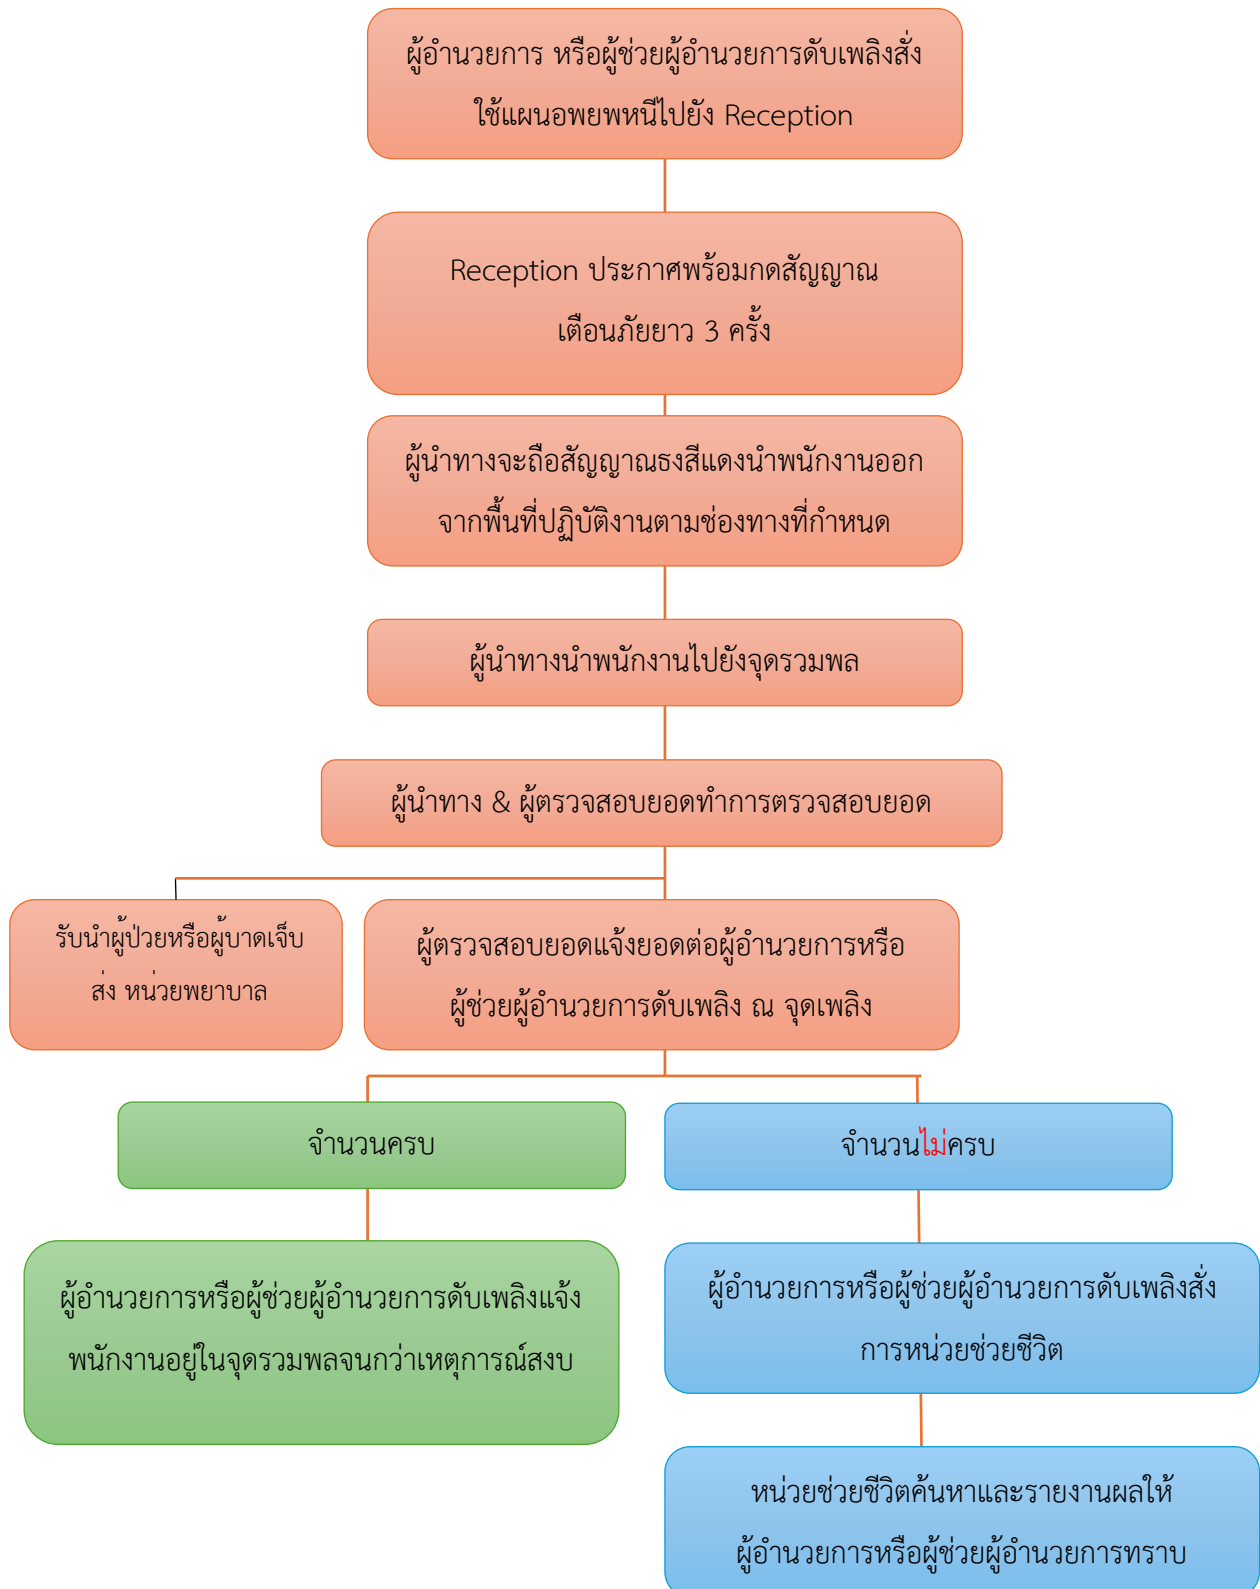 ผู้อำนวยการ หรือผู้ช่วยผู้อำนวยการดับเพลิงสั่ง
ใช้แผนอพยพหนีไปยัง Reception
Reception ประกาศพร้อมกดสัญญาณ
เตือนภัยยาว 3 ครั้ง
ผู้นำทางจะถือสัญญาณธงสีแดงนำพนักงานออก
จากพื้นที่ปฏิบัติงานตามช่องทางที่กำหนด
ผู้นำทางนำพนักงานไปยังจุดรวมพล
ผู้นำทาง & ผู้ตรวจสอบยอดทำการตรวจสอบยอด
รับนำผู้ป่วยหรือผู้บาดเจ็บ
ส่ง หน่วยพยาบาล
ผู้ตรวจสอบยอดแจ้งยอดต่อผู้อำนวยการหรือ
ผู้ช่วยผู้อำนวยการดับเพลิง ณ จุดเพลิง
จำนวนครบ
จำนวนไม่ครบ
ผู้อำนวยการหรือผู้ช่วยผู้อำนวยการดับเพลิงแจ้ง
พนักงานอยู่ในจุดรวมพลจนกว่าเหตุการณ์สงบ
ผู้อำนวยการหรือผู้ช่วยผู้อำนวยการดับเพลิงสั่ง
การหน่วยช่วยชีวิต
หน่วยช่วยชีวิตค้นหาและรายงานผลให้
ผู้อำนวยการหรือผู้ช่วยผู้อำนวยการทราบ